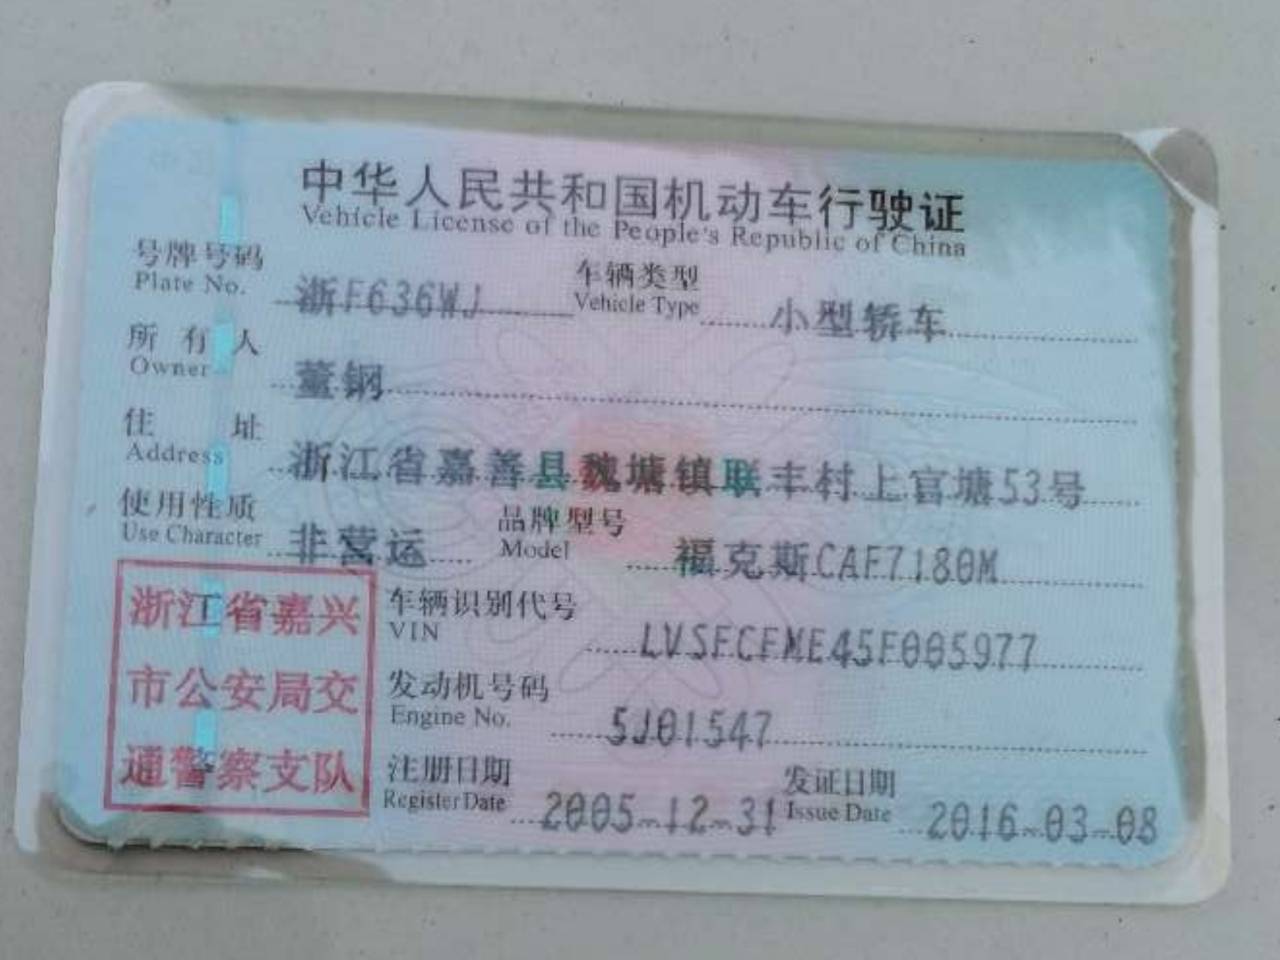 中华人民共和国机动车行驶证
Vehicle License of the People's Republic of China
号牌号码 浙F636WJ 车辆类型 小型轿车
Plate No. Vehicle Type
所有人 董钢
Owner
住址 浙江省嘉善县魏塘镇联丰村上官塘53号
Address
使用性质 非营运 品牌型号 福克斯CAF7180M
Use Character Model
浙江省嘉兴
市公安局交
通警察支队
车辆识别代号 LVSFCFME45F005977
VIN
发动机号码 5J01547
Engine No.
注册日期 2005-12-31 发证日期 2016-03-08
Register Date Issue Date